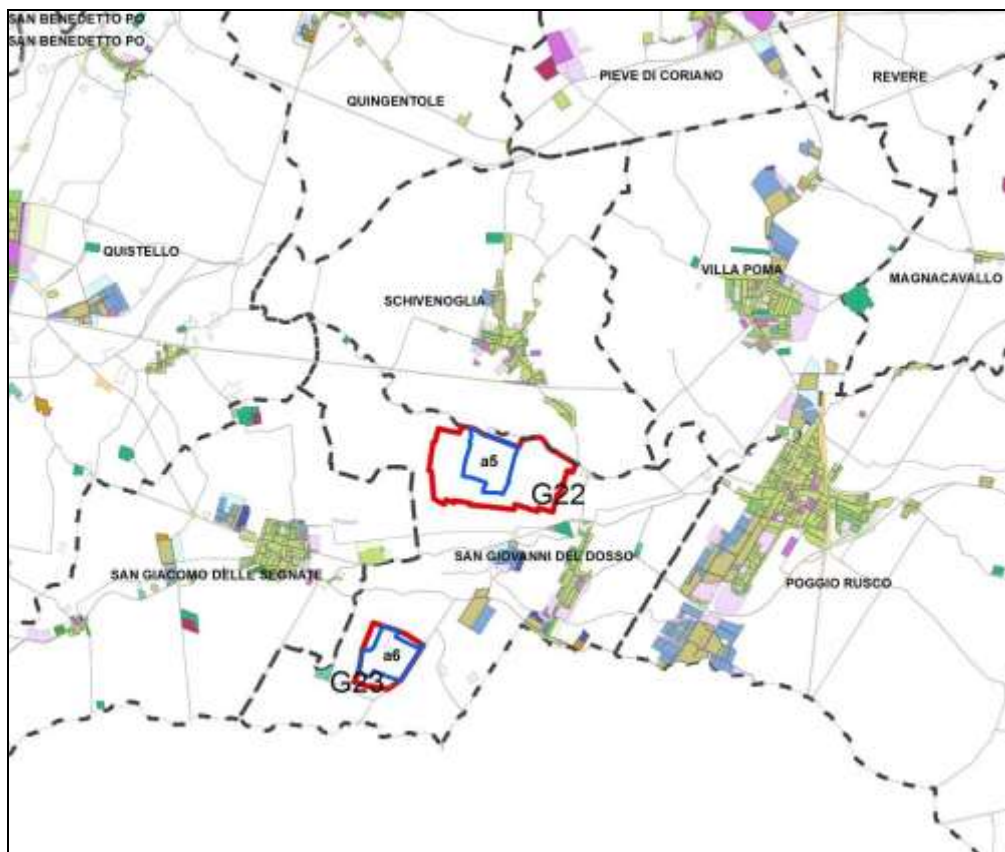 SAN BENEDETTO PO
SAN BENEDETTO PO
PIEVE DI CORIANO
REVERE
QUINGENTOLE
QUISTELLO
VILLA POMA
MAGNACAVALLO
SCHIVENOGLIA
a5
G22
SAN GIOVANNI DEL DOSSO
SAN GIACOMO DELLE SEGNATE
POGGIO RUSCO
a6
G23